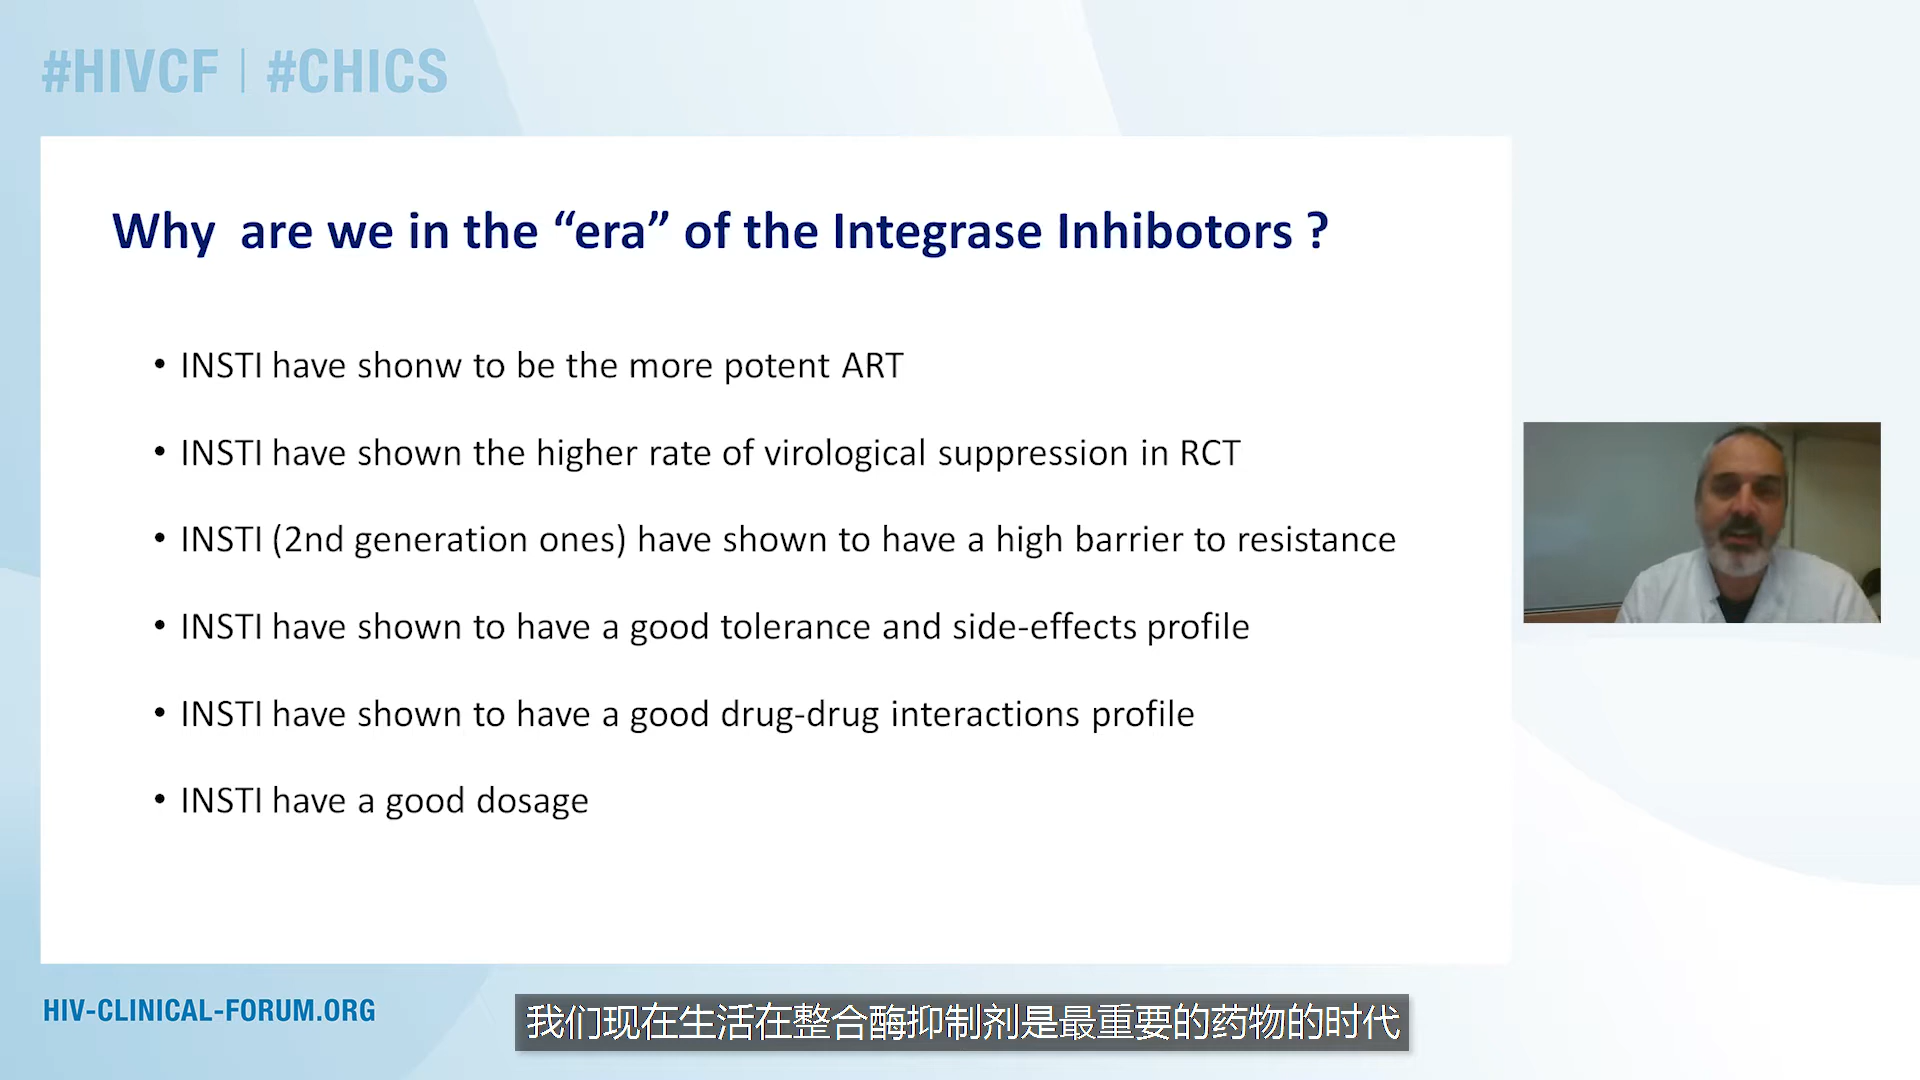 #HIVCF | #CHICS
Why  are we in the “era” of the Integrase Inhibotors ?
• INSTI have shonw to be the more potent ART
• INSTI have shown the higher rate of virological suppression in RCT
• INSTI (2nd generation ones) have shown to have a high barrier to resistance
• INSTI have shown to have a good tolerance and side-effects profile
• INSTI have shown to have a good drug-drug interactions profile
• INSTI have a good dosage
HIV-CLINICAL-FORUM.ORG
我们现在生活在整合酶抑制剂是最重要的药物的时代